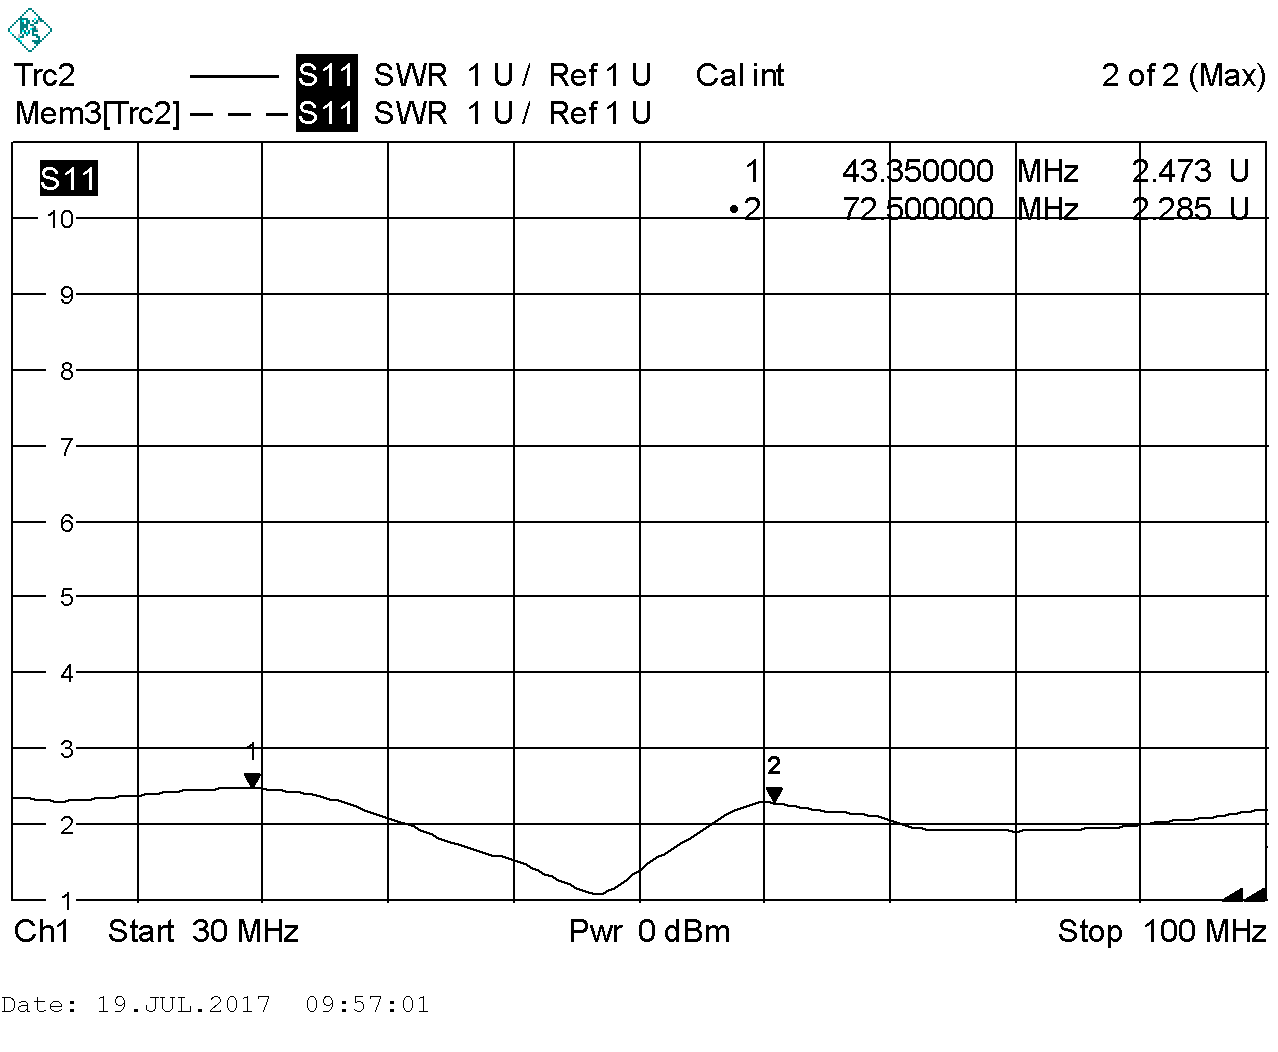 Trc2 S11 SWR 1 U / Ref 1 U Cal int 2 of 2 (Max)
Mem3[Trc2] S11 SWR 1 U / Ref 1 U
S11
1 43.350000 MHz 2.473 U
•2 72.500000 MHz 2.285 U
10
9
8
7
6
5
4
3
1
2
2
1
Ch1 Start 30 MHz Pwr 0 dBm Stop 100 MHz
Date: 19.JUL.2017 09:57:01